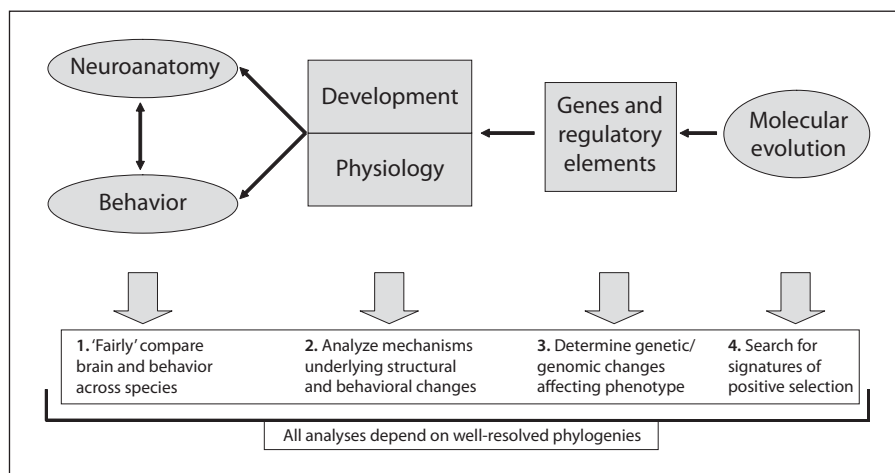 Neuroanatomy
Behavior
Development
Physiology
Genes and
regulatory
elements
Molecular
evolution
1. 'Fairly' compare
brain and behavior
across species
2. Analyze mechanisms
underlying structural
and behavioral changes
3. Determine genetic/
genomic changes
affecting phenotype
4. Search for
signatures of
positive selection
All analyses depend on well-resolved phylogenies